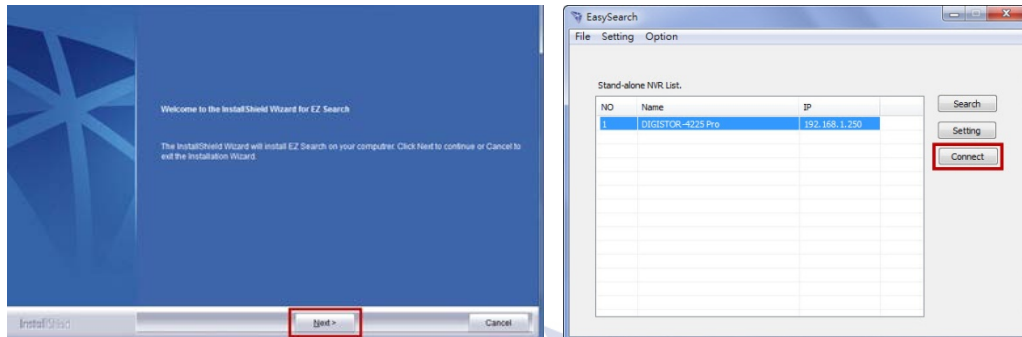 Welcome to the InstallShield Wizard for EZ Search
The InstallShield Wizard will install EZ Search on your computrer. Click Next to continue or Cancel to
exit the Installation Wizard.
InstallShield
Next >
Cancel
EasySearch
File Setting Option
Stand-alone NVR List.
NO Name IP
1 DIGISTOR-4225 Pro 192.168.1.250
Search
Setting
Connect